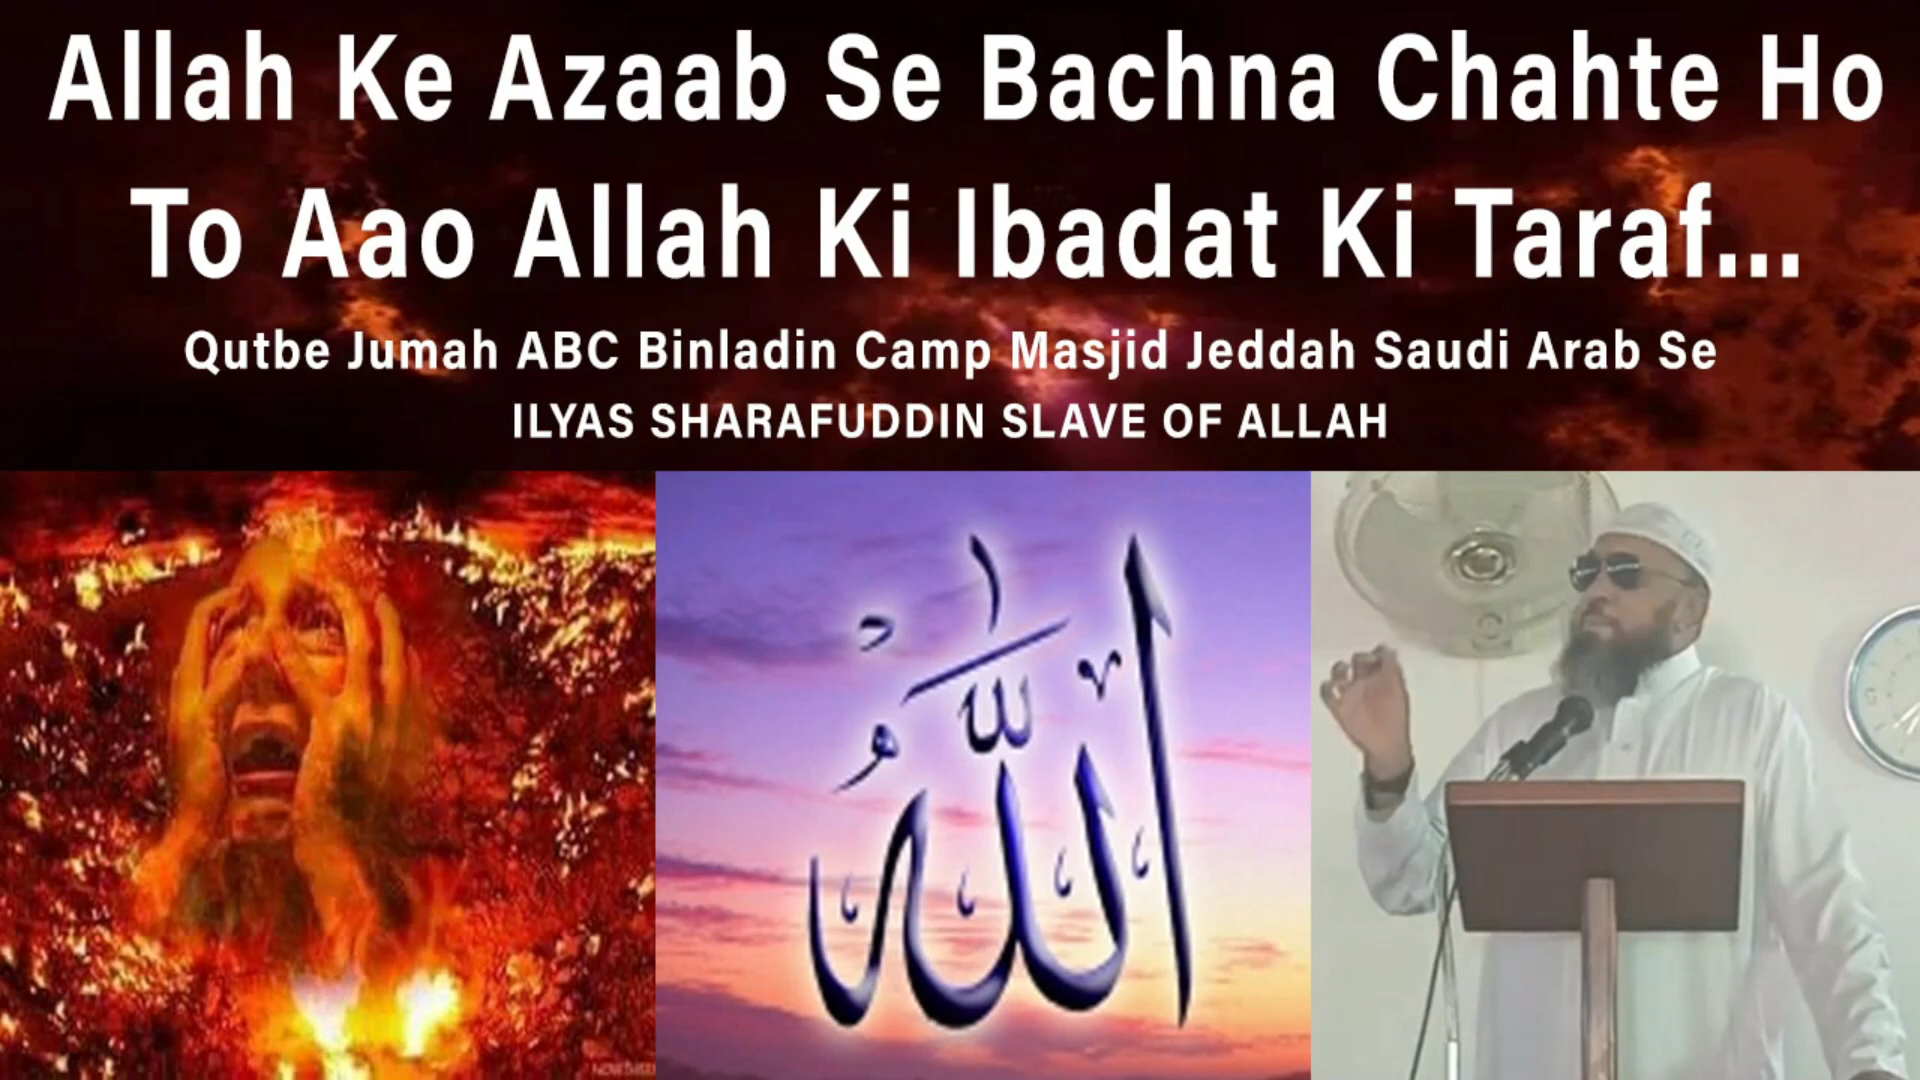 Allah Ke Azaab Se Bachna Chahte Ho
To Aao Allah Ki Ibadat Ki Taraf...
Qutbe Jumah ABC Binladin Camp Masjid Jeddah Saudi Arab Se
ILYAS SHARAFUDDIN SLAVE OF ALLAH
اللّٰهُ